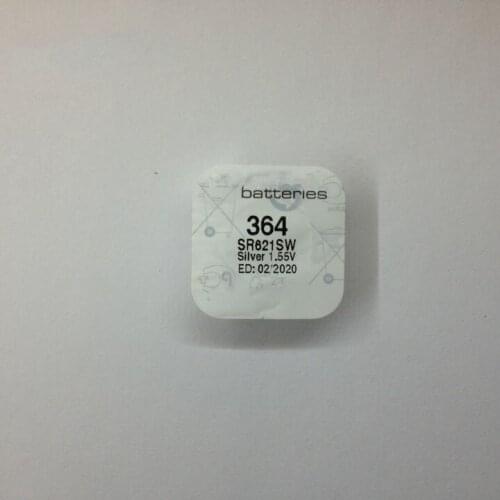 batteries
364
SR621SW
Silver 1.55V
ED: 02/2020